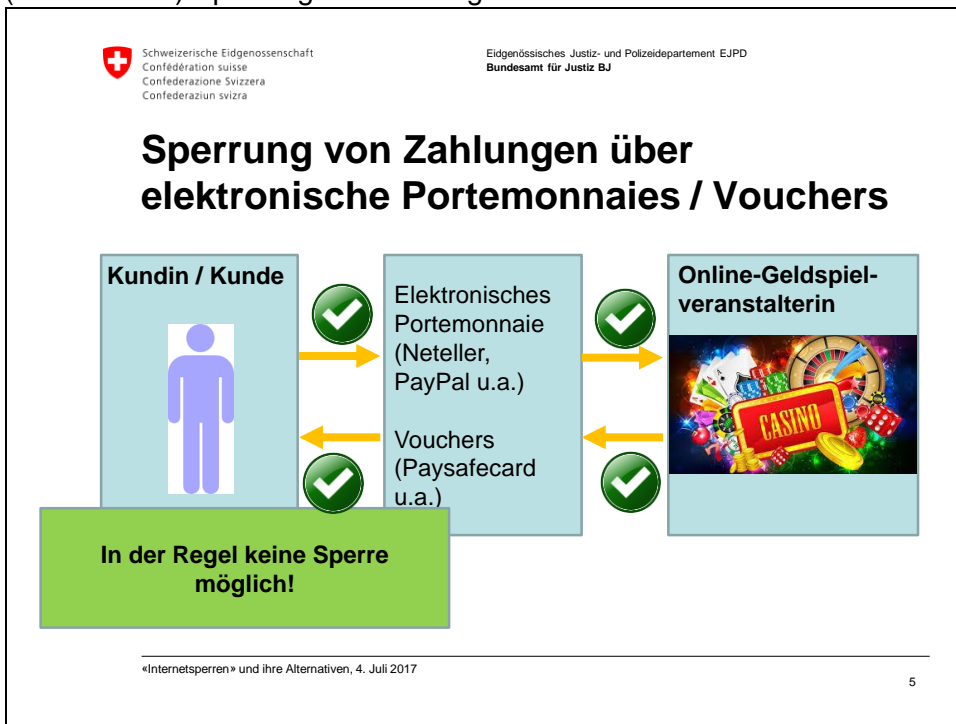 Schweizerische Eidgenossenschaft
Confédération suisse
Confederazione Svizzera
Confederaziun svizra
Eidgenössisches Justiz- und Polizeidepartement EJPD
Bundesamt für Justiz BJ
Sperrung von Zahlungen über
elektronische Portemonnaies / Vouchers
Kundin / Kunde
Elektronisches
Portemonnaie
(Neteller,
PayPal u.a.)
Vouchers
(Paysafecard
u.a.)
Online-Geldspiel-
veranstalterin
CASINO
In der Regel keine Sperre
möglich!
«Internetsperren» und ihre Alternativen, 4. Juli 2017
5